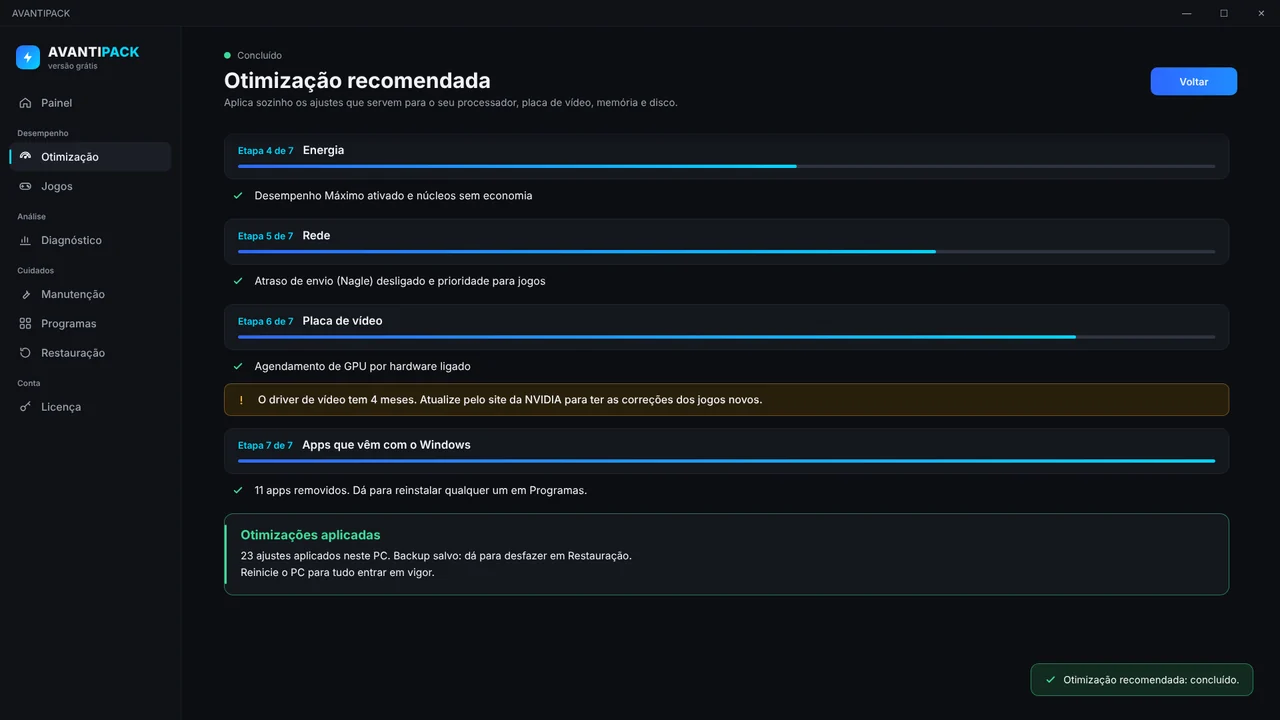 AVANTIPACK
AVANTIPACK
versão grátis
Painel
Desempenho
Otimização
Jogos
Análise
Diagnóstico
Cuidados
Manutenção
Programas
Restauração
Conta
Licença
Concluído
Otimização recomendada
Aplica sozinho os ajustes que servem para o seu processador, placa de vídeo, memória e disco.
Voltar
Etapa 4 de 7 Energia
Desempenho Máximo ativado e núcleos sem economia
Etapa 5 de 7 Rede
Atraso de envio (Nagle) desligado e prioridade para jogos
Etapa 6 de 7 Placa de vídeo
Agendamento de GPU por hardware ligado
! O driver de vídeo tem 4 meses. Atualize pelo site da NVIDIA para ter as correções dos jogos novos.
Etapa 7 de 7 Apps que vêm com o Windows
11 apps removidos. Dá para reinstalar qualquer um em Programas.
Otimizações aplicadas
23 ajustes aplicados neste PC. Backup salvo: dá para desfazer em Restauração.
Reinicie o PC para tudo entrar em vigor.
Otimização recomendada: concluído.